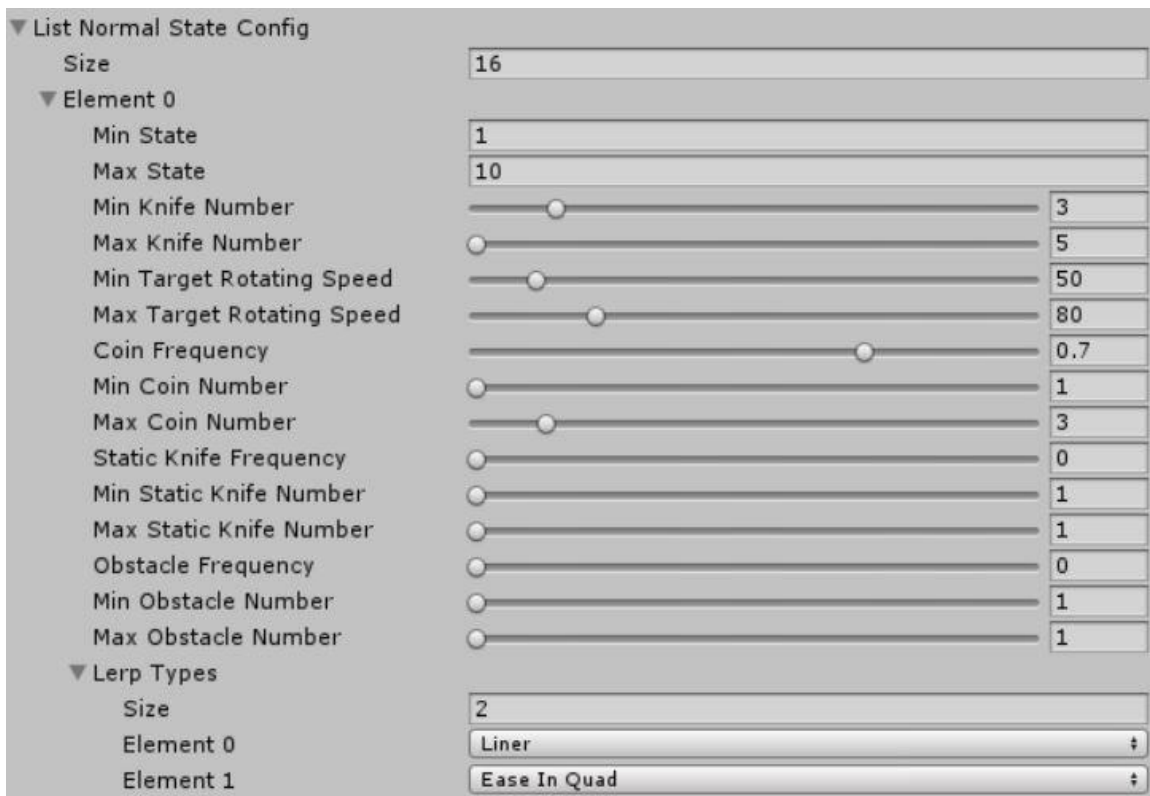 List Normal State Config
Size 16
Element 0
Min State 1
Max State 10
Min Knife Number 3
Max Knife Number 5
Min Target Rotating Speed 50
Max Target Rotating Speed 80
Coin Frequency 0.7
Min Coin Number 1
Max Coin Number 3
Static Knife Frequency 0
Min Static Knife Number 1
Max Static Knife Number 1
Obstacle Frequency 0
Min Obstacle Number 1
Max Obstacle Number 1
Lerp Types
Size 2
Element 0 Liner
Element 1 Ease In Quad